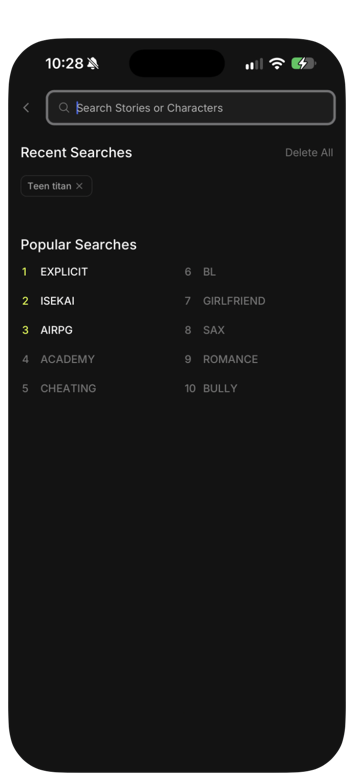 10:28
Search Stories or Characters
Recent Searches
Delete All
Teen titan ×
Popular Searches
1 EXPLICIT
2 ISEKAI
3 AIRPG
4 ACADEMY
5 CHEATING
6 BL
7 GIRLFRIEND
8 SAX
9 ROMANCE
10 BULLY